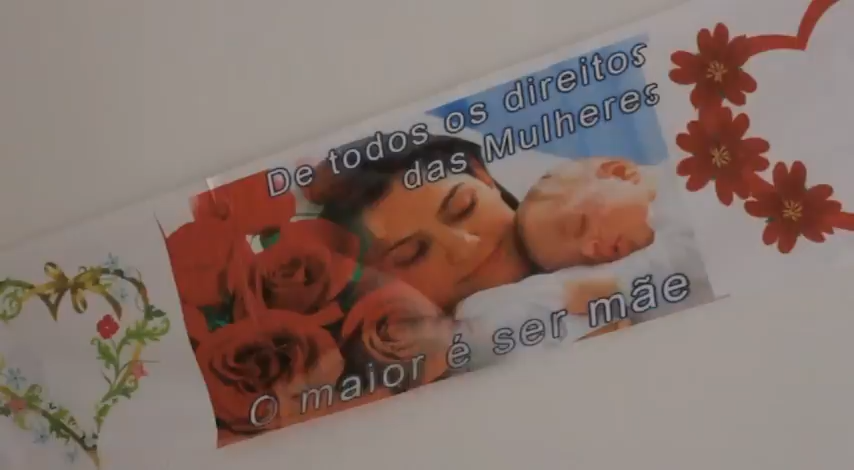 De todos os direitos
das Mulheres
O maior é ser mãe